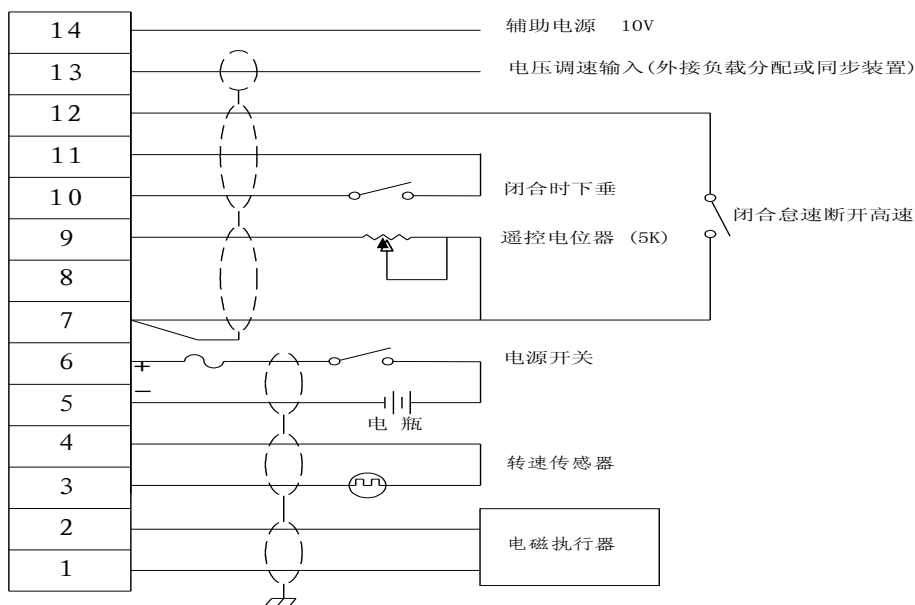 14
辅助电源 10V
13
电压调速输入(外接负载分配或同步装置)
12
11
10
闭合时下垂
闭合怠速断开高速
9
遥控电位器 (5K)
8
7
6
+
电源开关
−
5
电 瓶
4
转速传感器
3
2
电磁执行器
1